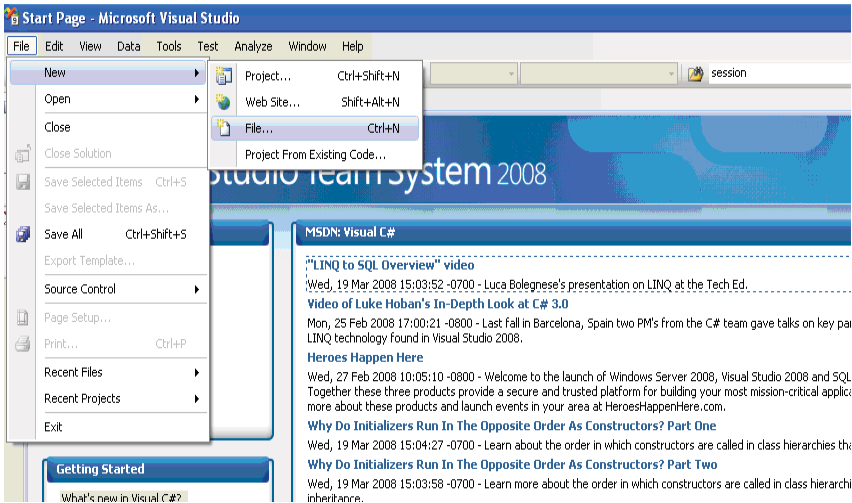 Start Page - Microsoft Visual Studio
File Edit View Data Tools Test Analyze Window Help
New
Open
Close
Close Solution
Save Selected Items Ctrl+S
Save Selected Items As...
Save All Ctrl+Shift+S
Export Template...
Source Control
Page Setup...
Print... Ctrl+P
Recent Files
Recent Projects
Exit
Project... Ctrl+Shift+N
Web Site... Shift+Alt+N
File... Ctrl+N
Project From Existing Code...
session
Studio Team System 2008
MSDN: Visual C#
"LINQ to SQL Overview" video
Wed, 19 Mar 2008 15:03:52 -0700 - Luca Bolegnese's presentation on LINQ at the Tech Ed.
Video of Luke Hoban's In-Depth Look at C# 3.0
Mon, 25 Feb 2008 17:00:21 -0800 - Last fall in Barcelona, Spain two PM's from the C# team gave talks on key
LINQ technology found in Visual Studio 2008.
Heroes Happen Here
Wed, 27 Feb 2008 10:05:10 -0800 - Welcome to the launch of Windows Server 2008, Visual Studio 2008 and SQL
Together these three products provide a secure and trusted platform for building your most mission-critical
more about these products and launch events in your area at HeroesHappenHere.com.
Why Do Initializers Run In The Opposite Order As Constructors? Part One
Wed, 19 Mar 2008 15:04:27 -0700 - Learn about the order in which constructors are called in class hierarchies
Why Do Initializers Run In The Opposite Order As Constructors? Part Two
Wed, 19 Mar 2008 15:03:58 -0700 - Learn more about the order in which constructors are called in class
inheritance.
Getting Started
What's new in Visual C#?